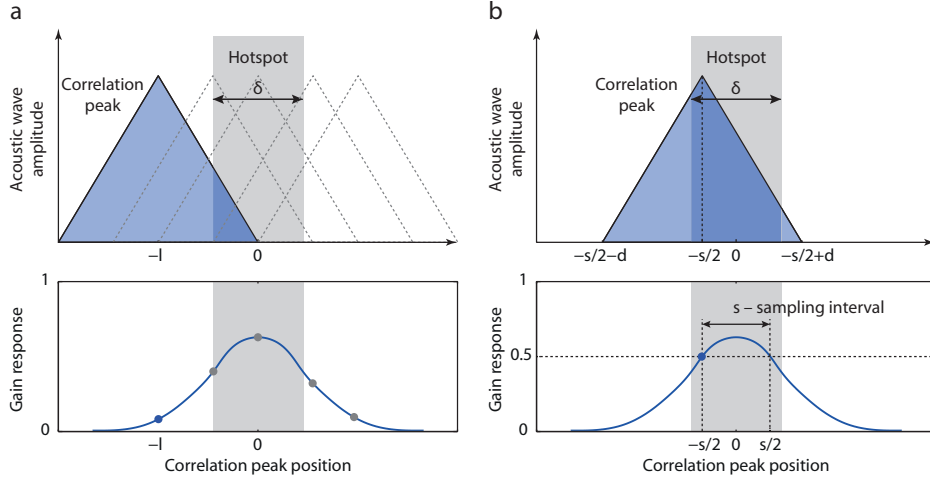 a
Acoustic wave
amplitude
Correlation
peak
Hotspot
δ
−l
0
1
Gain response
0
−l
0
Correlation peak position
b
Acoustic wave
amplitude
Correlation
peak
Hotspot
δ
−s/2−d
−s/2
0
−s/2+d
1
Gain response
0.5
0
s – sampling interval
−s/2
0
s/2
Correlation peak position